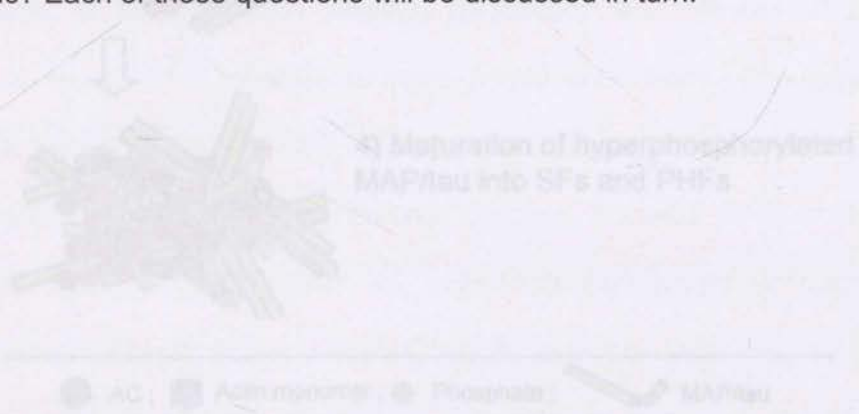 Each of these questions will be discussed in turn.
4) Maturation of hyperphosphorylated
MAP/tau into SFs and PHFs
AC; Actin monomer; Phosphate; MAP/tau